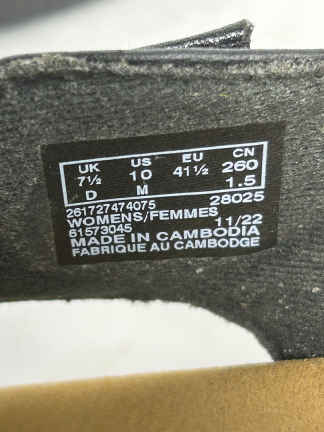 UK US EU CN
7½ 10 41½ 260
D M 1.5
261727474075 28025
WOMENS/FEMMES
61573045 11/22
MADE IN CAMBODIA
FABRIQUE AU CAMBODGE